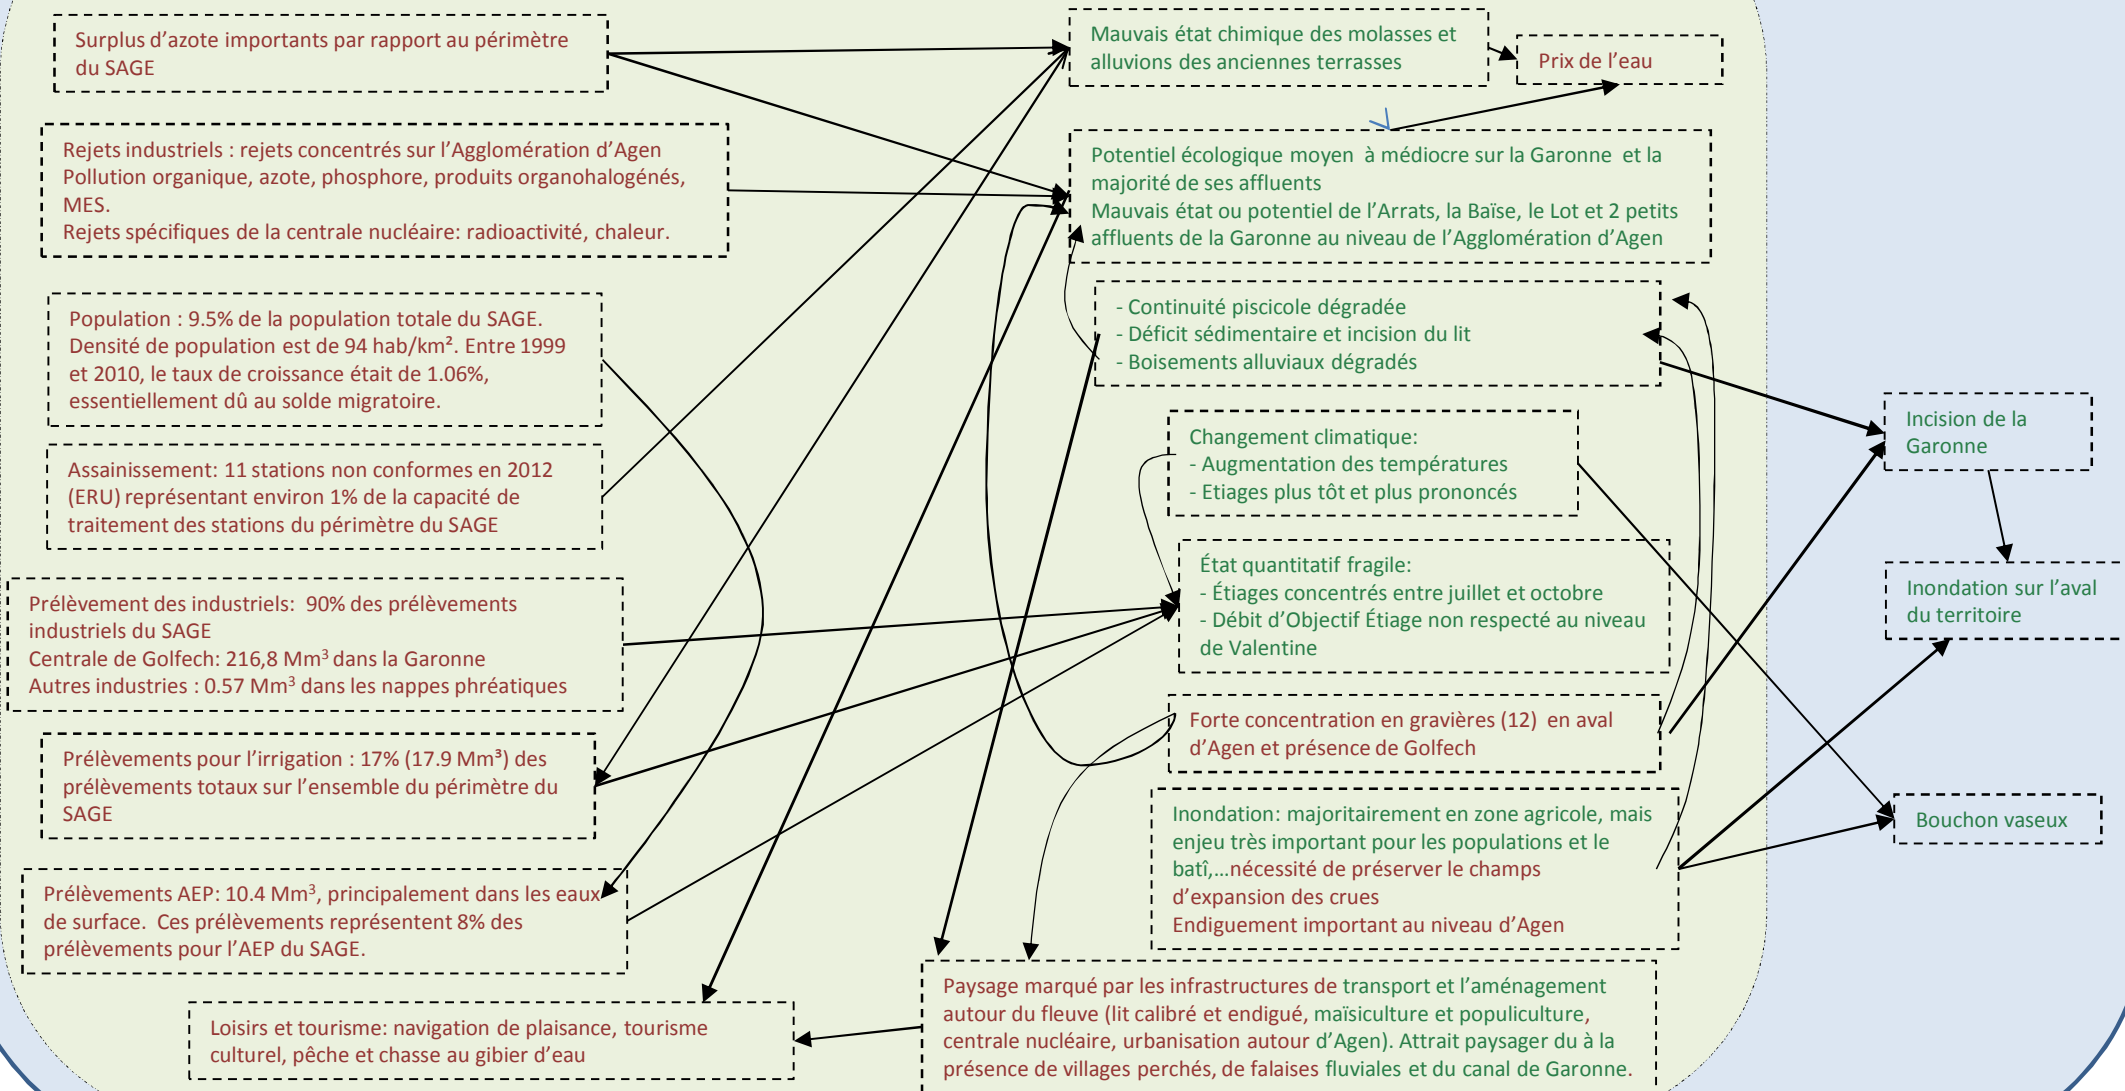 Surplus d'azote importants par rapport au périmètre
du SAGE
Mauvais état chimique des molasses et
alluvions des anciennes terrasses
Prix de l'eau
Rejets industriels : rejets concentrés sur l'Agglomération d'Agen
Pollution organique, azote, phosphore, produits organohalogénés,
MES.
Rejets spécifiques de la centrale nucléaire: radioactivité, chaleur.
Potentiel écologique moyen à médiocre sur la Garonne et la
majorité de ses affluents
Mauvais état ou potentiel de l'Arrats, la Baïse, le Lot et 2 petits
affluents de la Garonne au niveau de l'Agglomération d'Agen
Population : 9.5% de la population totale du SAGE.
Densité de population est de 94 hab/km². Entre 1999
et 2010, le taux de croissance était de 1.06%,
essentiellement dû au solde migratoire.
- Continuité piscicole dégradée
- Déficit sédimentaire et incision du lit
- Boisements alluviaux dégradés
Incision de la
Garonne
Assainissement: 11 stations non conformes en 2012
(ERU) représentant environ 1% de la capacité de
traitement des stations du périmètre du SAGE
Changement climatique:
- Augmentation des températures
- Etiages plus tôt et plus prononcés
Prélèvement des industriels: 90% des prélèvements
industriels du SAGE
Centrale de Golfech: 216,8 Mm³ dans la Garonne
Autres industries : 0.57 Mm³ dans les nappes phréatiques
État quantitatif fragile:
- Étiages concentrés entre juillet et octobre
- Débit d'Objectif Étiage non respecté au niveau
de Valentine
Inondation sur l'aval
du territoire
Prélèvements pour l'irrigation : 17% (17.9 Mm³) des
prélèvements totaux sur l'ensemble du périmètre du
SAGE
Forte concentration en gravières (12) en aval
d'Agen et présence de Golfech
Inondation: majoritairement en zone agricole, mais
enjeu très important pour les populations et le
batî,...nécessité de préserver le champs
d'expansion des crues
Endiguement important au niveau d'Agen
Bouchon vaseux
Prélèvements AEP: 10.4 Mm³, principalement dans les eaux
de surface. Ces prélèvements représentent 8% des
prélèvements pour l'AEP du SAGE.
Loisirs et tourisme: navigation de plaisance, tourisme
culturel, pêche et chasse au gibier d'eau
Paysage marqué par les infrastructures de transport et l'aménagement
autour du fleuve (lit calibré et endigué, maïsiculture et populiculture,
centrale nucléaire, urbanisation autour d'Agen). Attrait paysager du à la
présence de villages perchés, de falaises fluviales et du canal de Garonne.